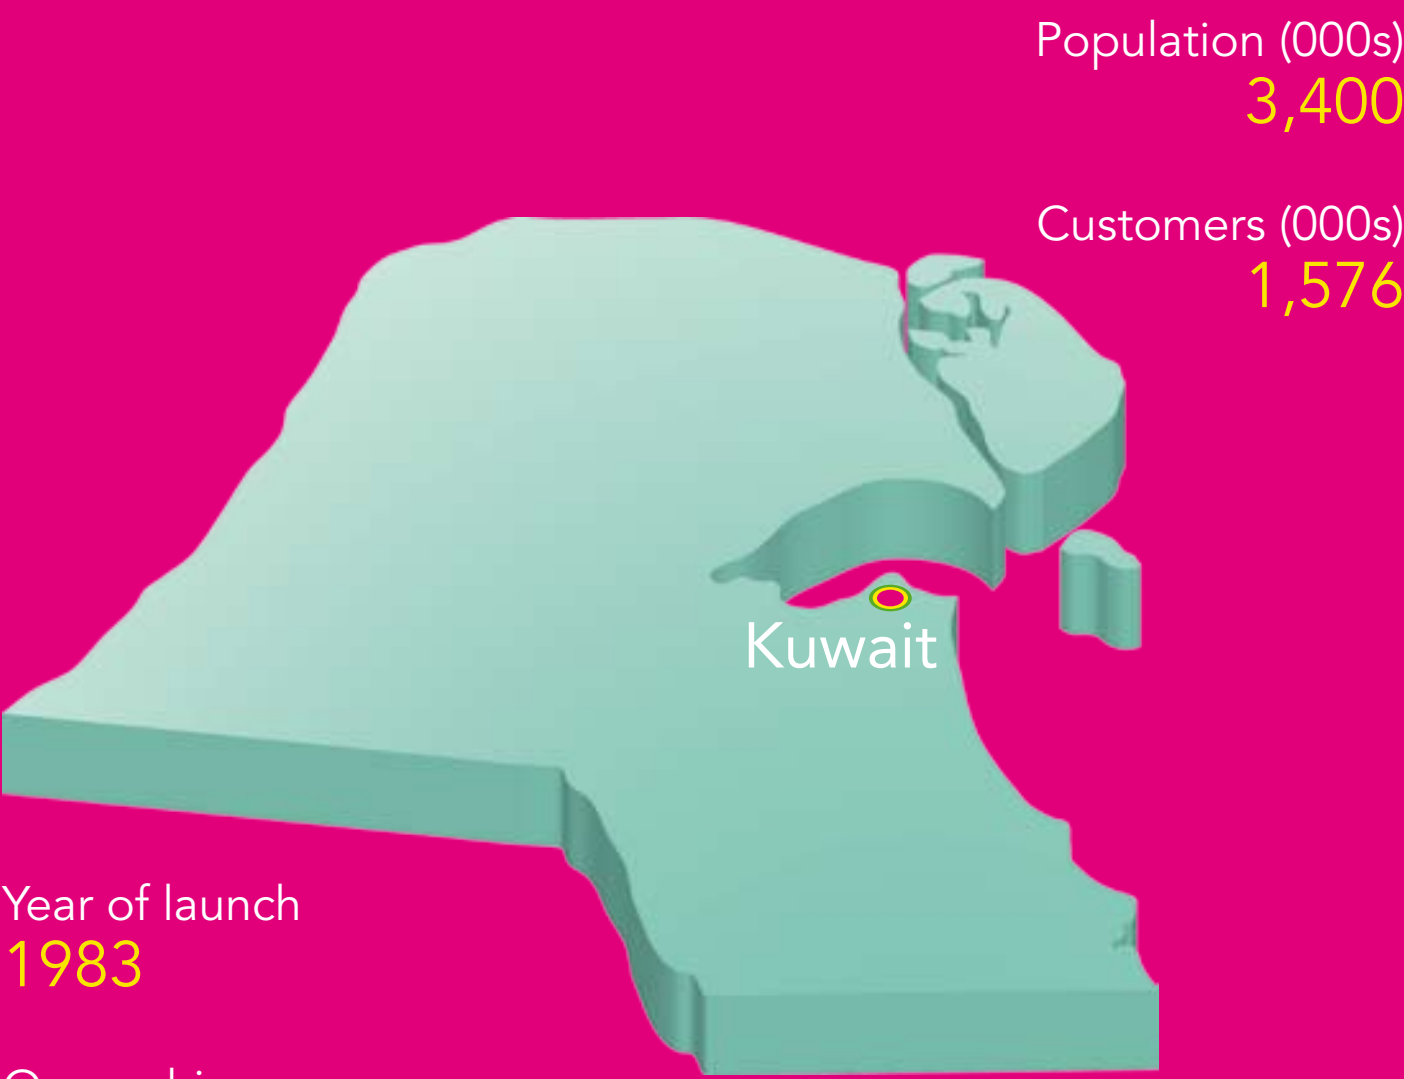 Population (000s)
3,400
Customers (000s)
1,576
Kuwait
Year of launch
1983